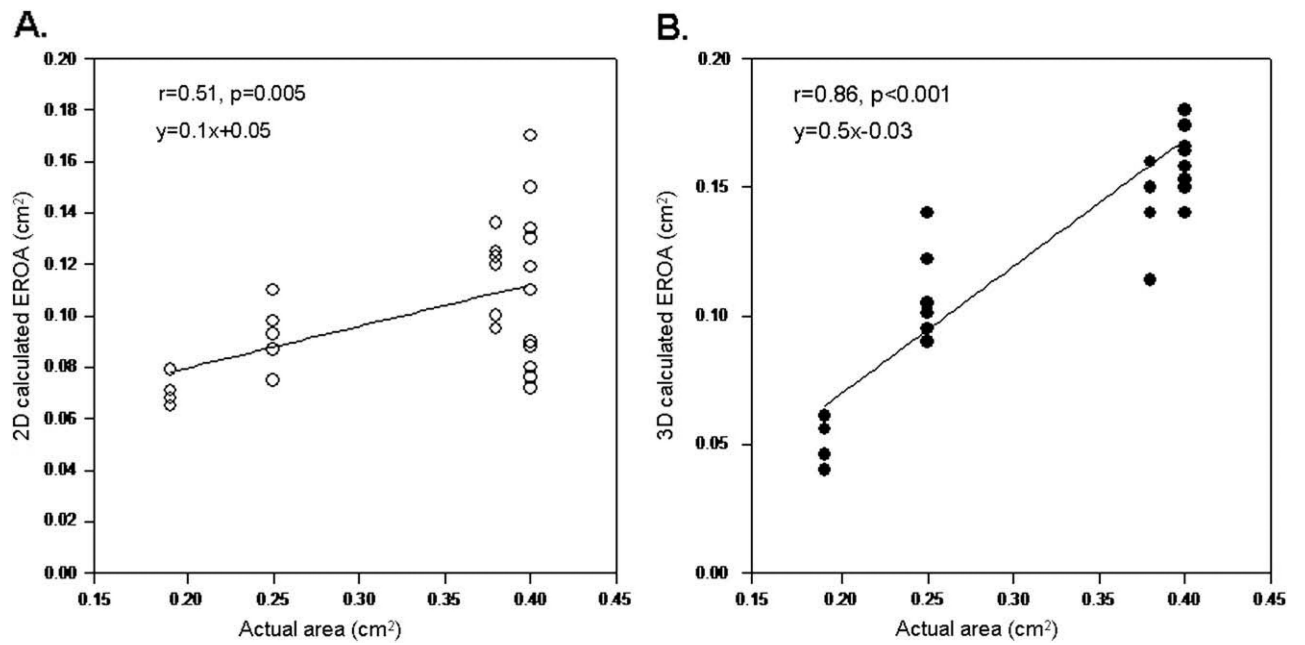 A.
r=0.51, p=0.005
y=0.1x+0.05
2D calculated EROA (cm²)
0.20
0.18
0.16
0.14
0.12
0.10
0.08
0.06
0.04
0.02
0.00
0.15 0.20 0.25 0.30 0.35 0.40 0.45
Actual area (cm²)
B.
r=0.86, p<0.001
y=0.5x-0.03
3D calculated EROA (cm²)
0.20
0.15
0.10
0.05
0.00
0.15 0.20 0.25 0.30 0.35 0.40 0.45
Actual area (cm²)